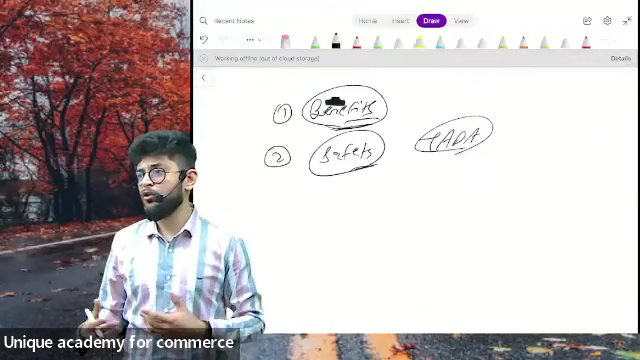 Recent Notes
Home Insert Draw View
Working offline (out of cloud storage)
Details
1 Benefits
2 Safety
TADA
Unique academy for commerce